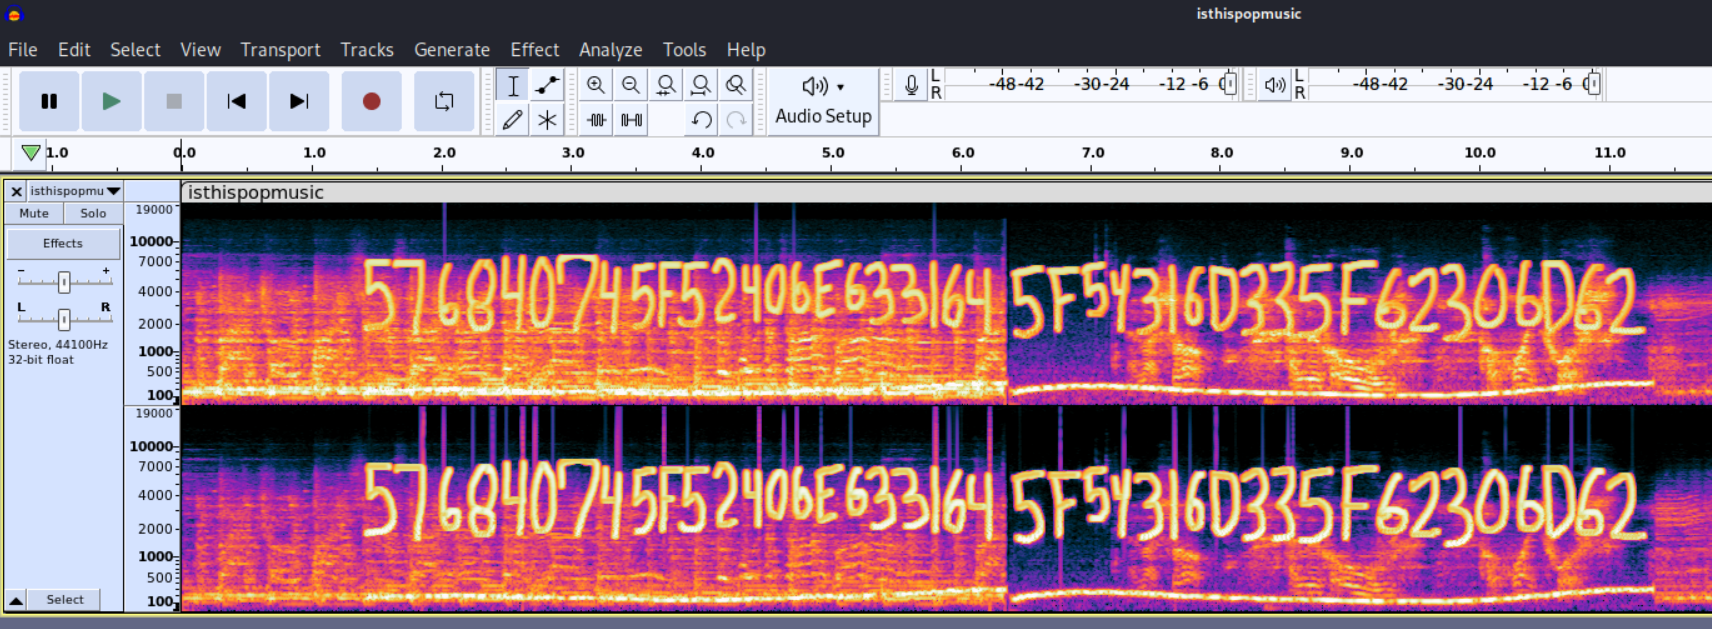 isthispopmusic
File Edit Select View Transport Tracks Generate Effect Analyze Tools Help
Audio Setup
L R -48 -42 -30 -24 -12 -6 0
L R -48 -42 -30 -24 -12 -6 0
1.0 0.0 1.0 2.0 3.0 4.0 5.0 6.0 7.0 8.0 9.0 10.0 11.0
isthispopmu
isthispopmusic
Mute Solo
Effects
- +
L R
Stereo, 44100Hz
32-bit float
Select
19000
10000
7000
4000
2000
1000
500
100
576840745F52406E633164 5F54316D335F62306D62
19000
10000
7000
4000
2000
1000
500
100
576840745F52406E633164 5F54316D335F62306D62